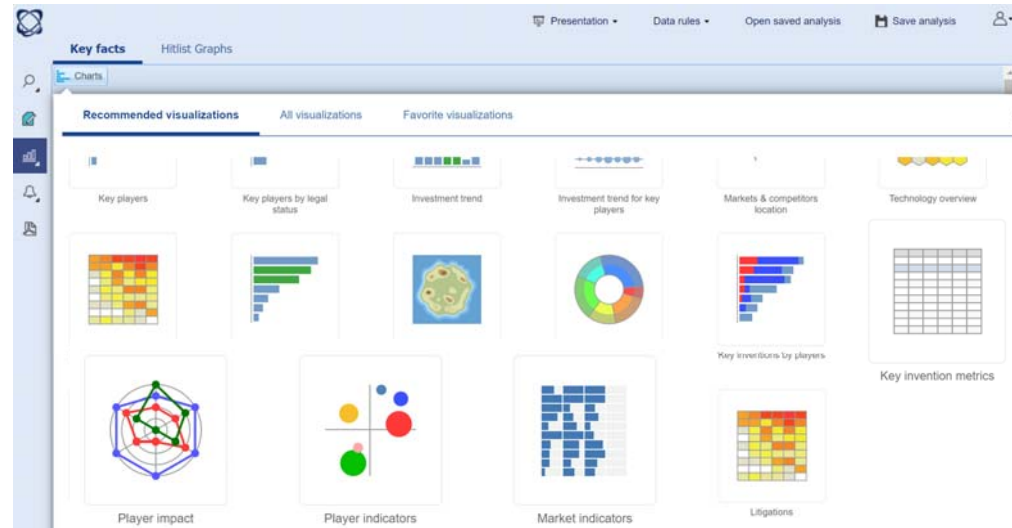 Presentation
Data rules
Open saved analysis
Save analysis
Key facts
Hitlist Graphs
Charts
Recommended visualizations
All visualizations
Favorite visualizations
Key players
Key players by legal
status
Investment trend
Investment trend for key
players
Markets & competitors
location
Technology overview
Key inventions by players
Key invention metrics
Player impact
Player indicators
Market indicators
Litigations